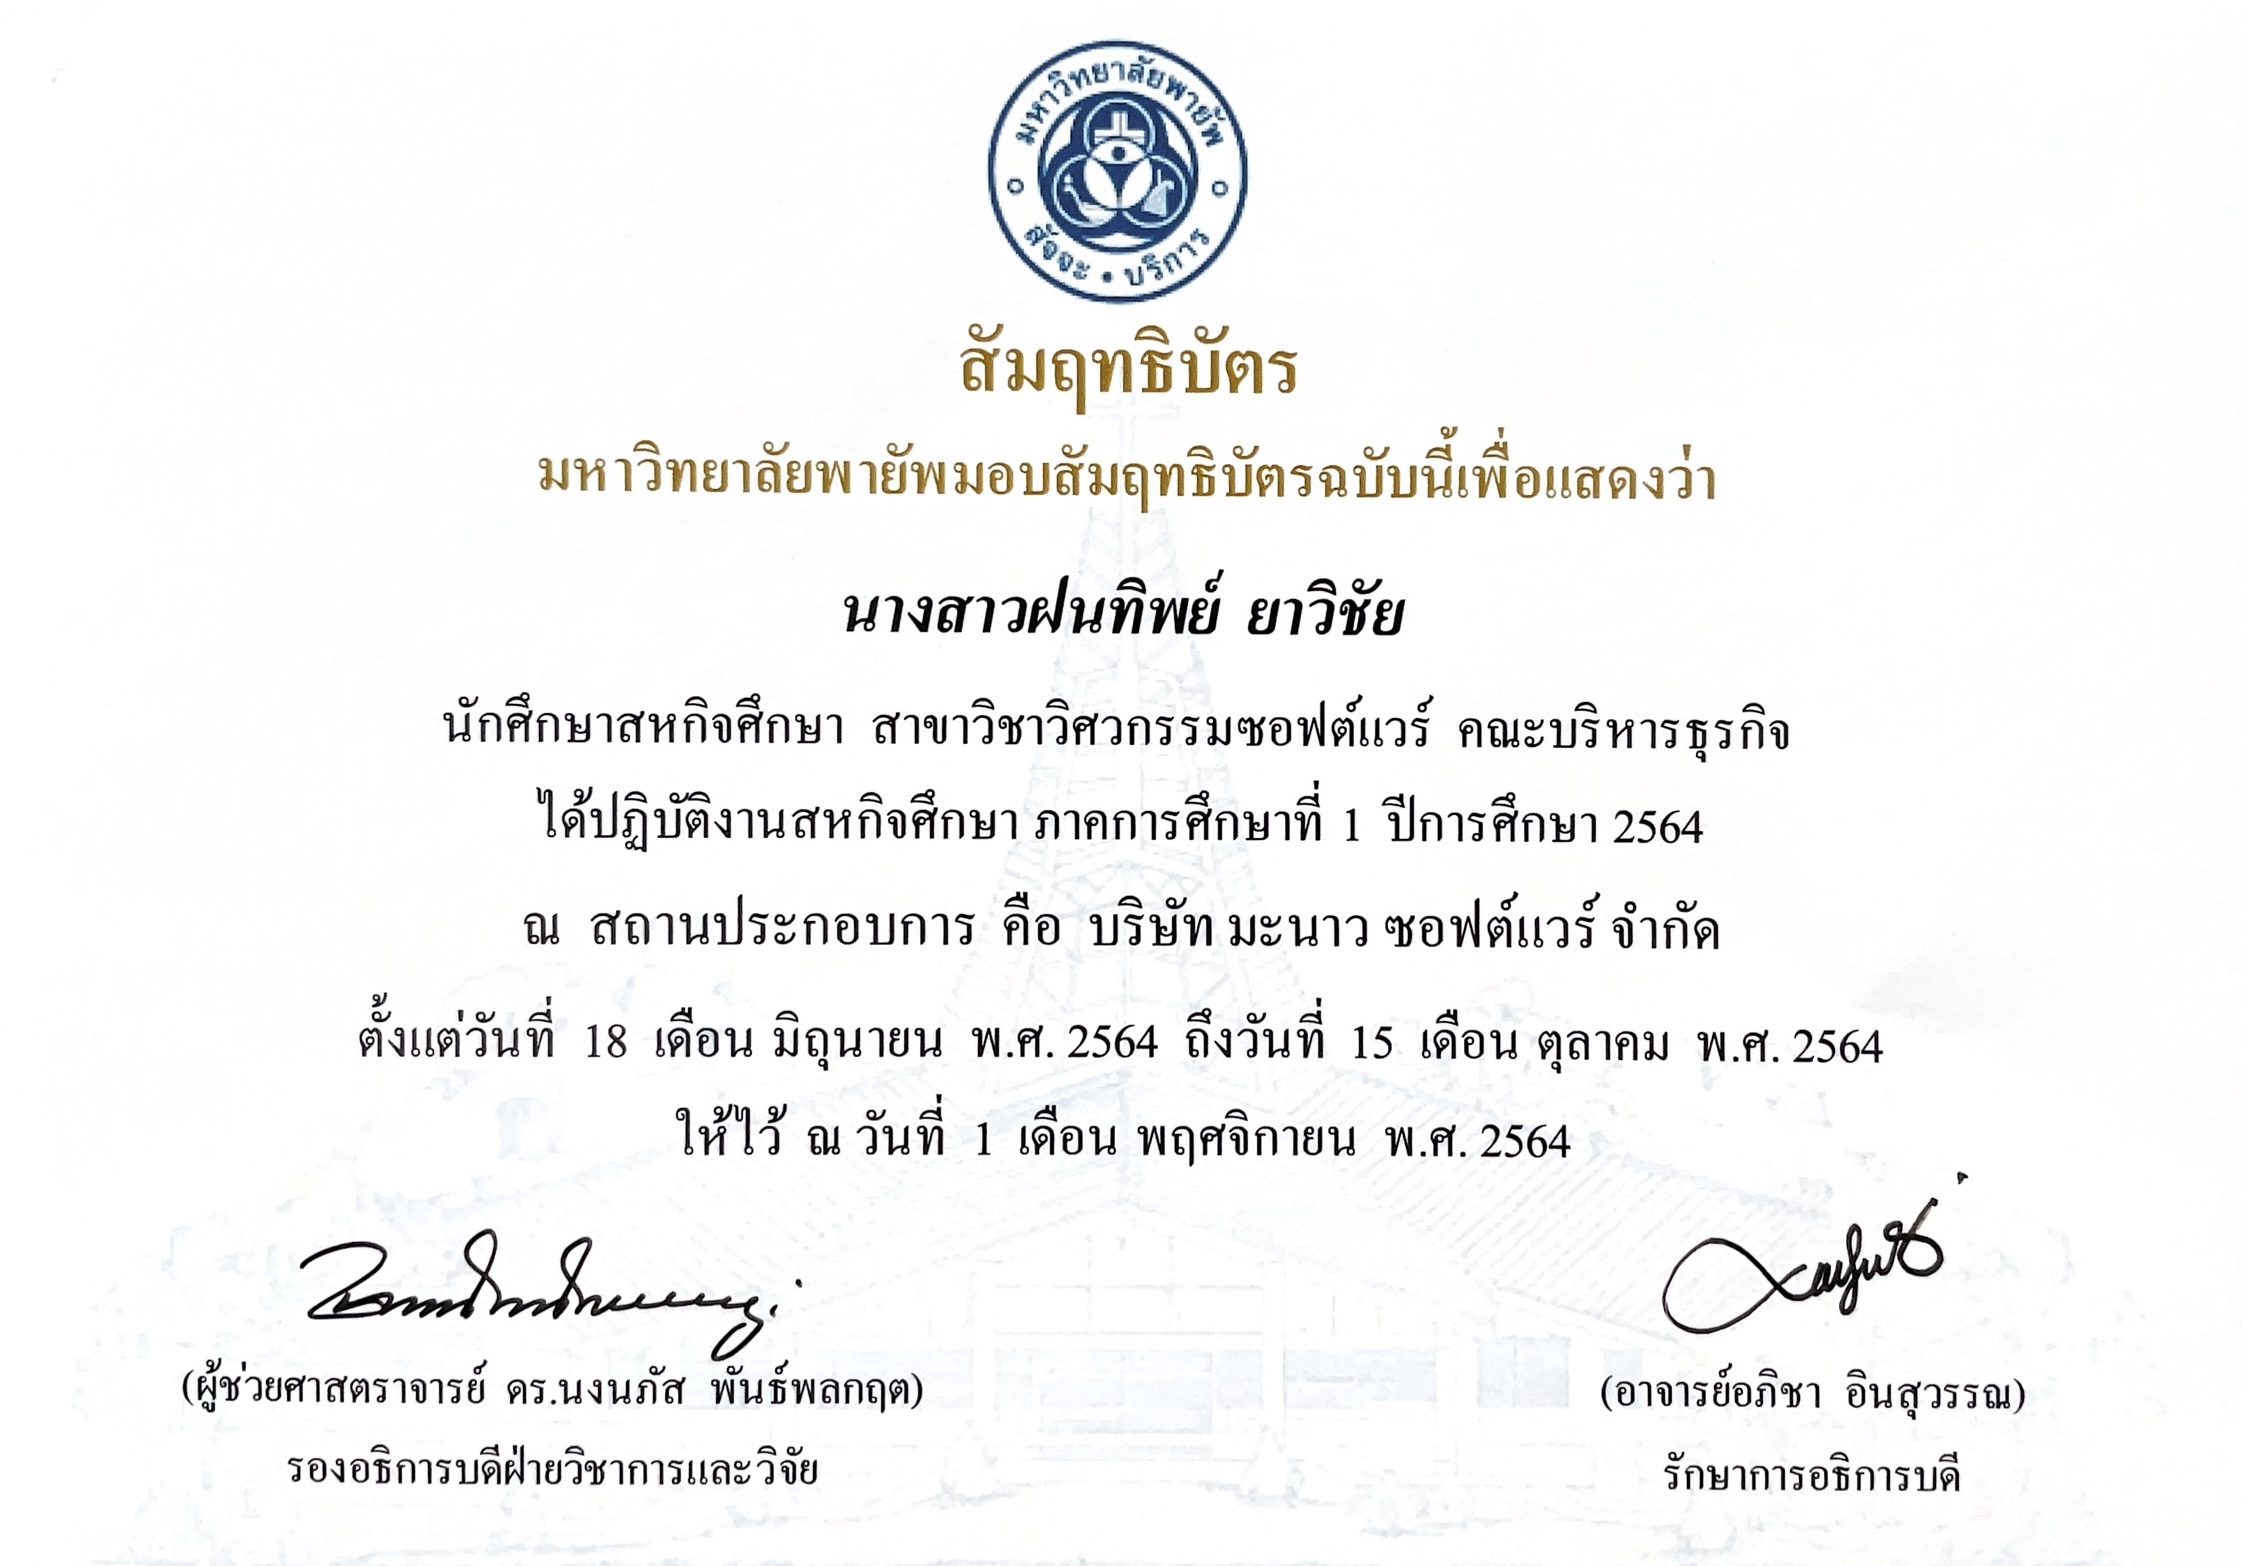 มหาวิทยาลัยพายัพ
สัจจะ • บริการ
สัมฤทธิบัตร
มหาวิทยาลัยพายัพมอบสัมฤทธิบัตรฉบับนี้เพื่อแสดงว่า
นางสาวฝนทิพย์ ยาวิชัย
นักศึกษาสหกิจศึกษา สาขาวิชาวิศวกรรมซอฟต์แวร์ คณะบริหารธุรกิจ
ได้ปฏิบัติงานสหกิจศึกษา ภาคการศึกษาที่ 1 ปีการศึกษา 2564
ณ สถานประกอบการ คือ บริษัท มะนาว ซอฟต์แวร์ จำกัด
ตั้งแต่วันที่ 18 เดือน มิถุนายน พ.ศ. 2564 ถึงวันที่ 15 เดือน ตุลาคม พ.ศ. 2564
ให้ไว้ ณ วันที่ 1 เดือน พฤศจิกายน พ.ศ. 2564
(ผู้ช่วยศาสตราจารย์ ดร.นงนภัส พันธ์พลกฤต)
รองอธิการบดีฝ่ายวิชาการและวิจัย
(อาจารย์อภิชา อินสุวรรณ)
รักษาการอธิการบดี